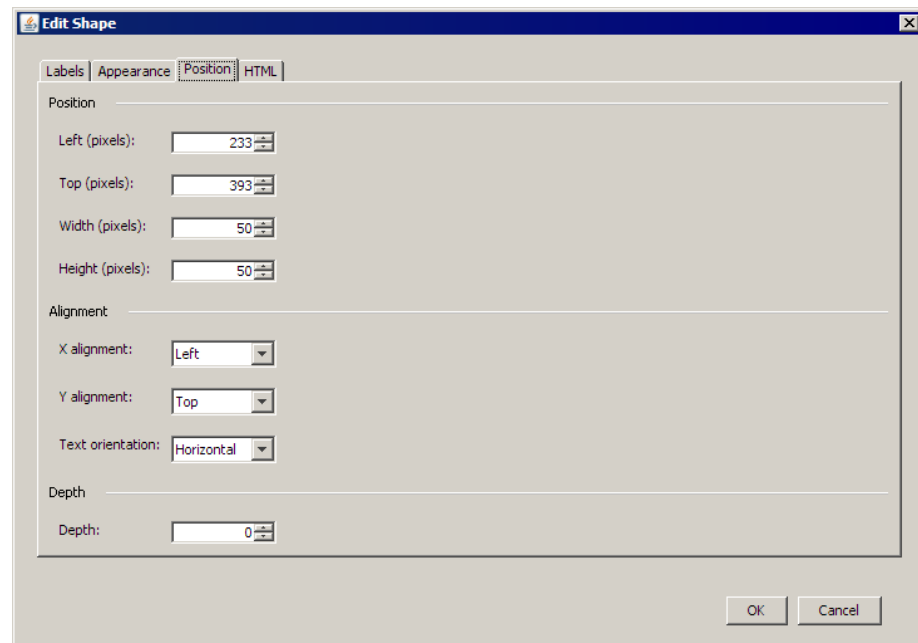 Edit Shape
Labels Appearance Position HTML
Position
Left (pixels): 233
Top (pixels): 393
Width (pixels): 50
Height (pixels): 50
Alignment
X alignment: Left
Y alignment: Top
Text orientation: Horizontal
Depth
Depth: 0
OK Cancel